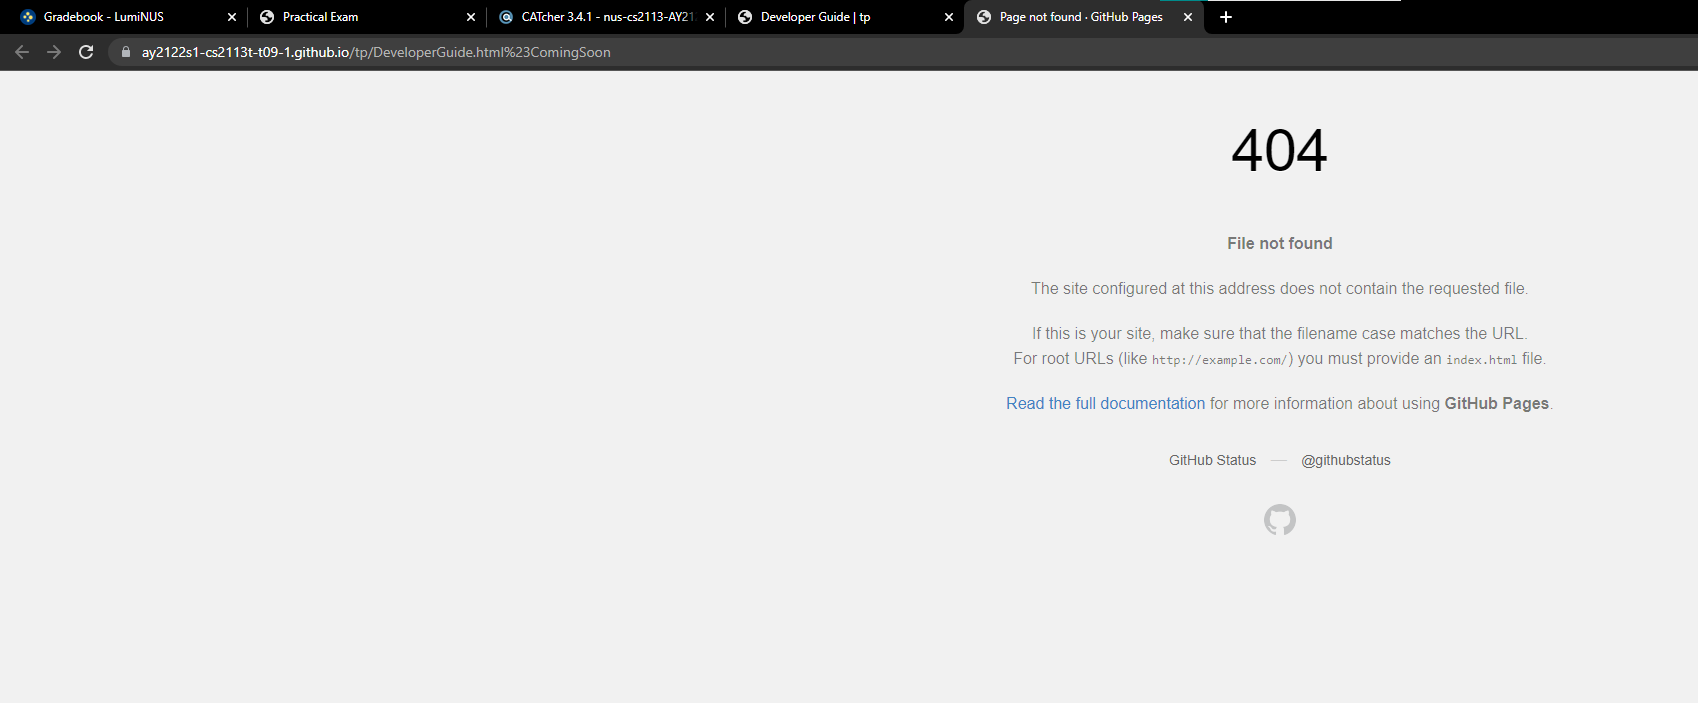 Gradebook - LumiNUS
Practical Exam
CATcher 3.4.1 - nus-cs2113-AY21
Developer Guide | tp
Page not found · GitHub Pages
ay2122s1-cs2113t-t09-1.github.io/tp/DeveloperGuide.html%23ComingSoon
404
File not found
The site configured at this address does not contain the requested file.
If this is your site, make sure that the filename case matches the URL.
For root URLs (like http://example.com/) you must provide an index.html file.
Read the full documentation for more information about using GitHub Pages.
GitHub Status — @githubstatus